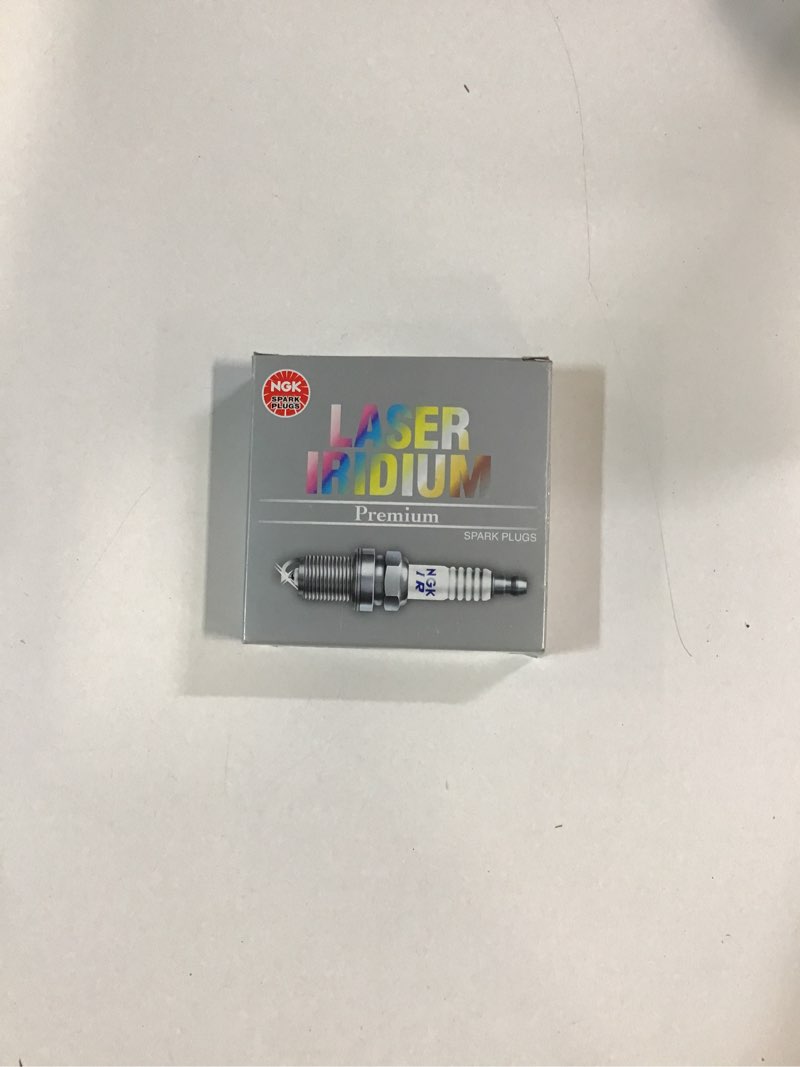 NGK
SPARK
PLUGS
LASER
IRIDIUM
Premium
SPARK PLUGS
NGK
IR